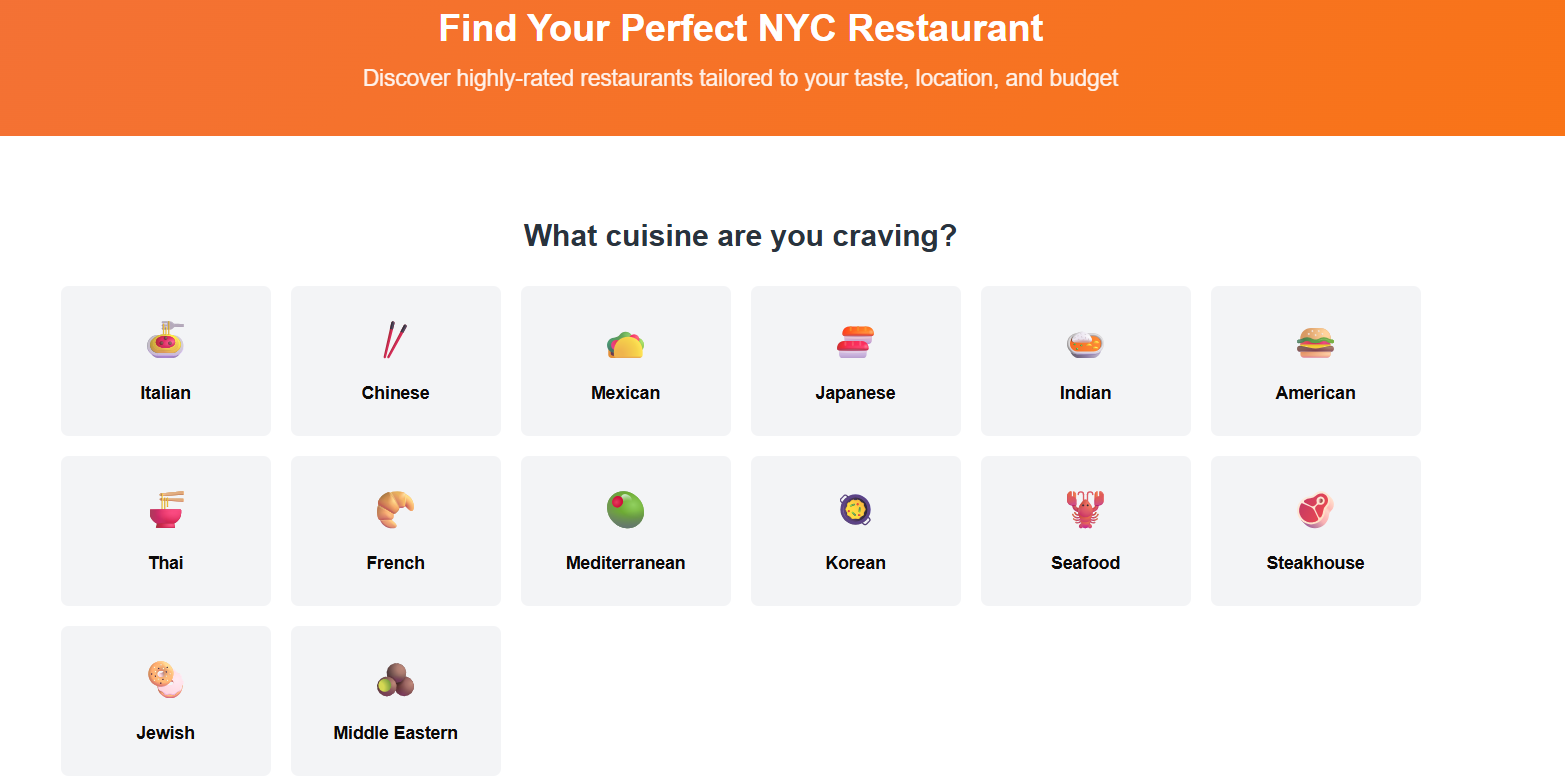 Find Your Perfect NYC Restaurant
Discover highly-rated restaurants tailored to your taste, location, and budget
What cuisine are you craving?
Italian
Chinese
Mexican
Japanese
Indian
American
Thai
French
Mediterranean
Korean
Seafood
Steakhouse
Jewish
Middle Eastern